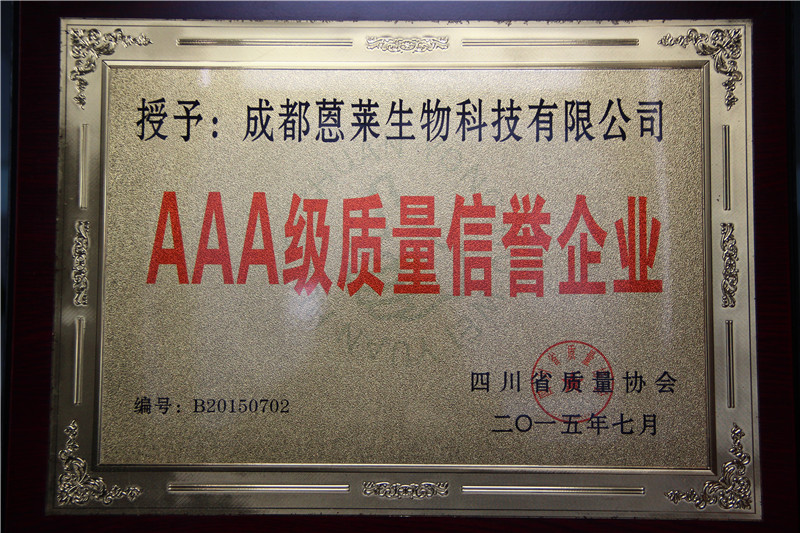 授予：成都蒽莱生物科技有限公司
AAA级质量信誉企业
四川省质量协会
编号：B20150702
二〇一五年七月